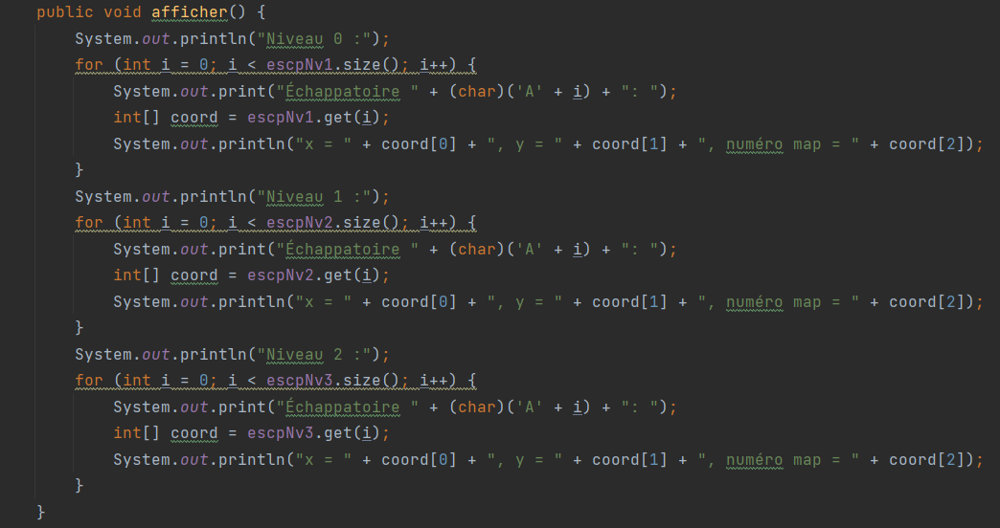 public void afficher() {
    System.out.println("Niveau 0 :");
    for (int i = 0; i < escpNv1.size(); i++) {
        System.out.print("Échappatoire " + (char)('A' + i) + ": ");
        int[] coord = escpNv1.get(i);
        System.out.println("x = " + coord[0] + ", y = " + coord[1] + ", numéro map = " + coord[2]);
    }
    System.out.println("Niveau 1 :");
    for (int i = 0; i < escpNv2.size(); i++) {
        System.out.print("Échappatoire " + (char)('A' + i) + ": ");
        int[] coord = escpNv2.get(i);
        System.out.println("x = " + coord[0] + ", y = " + coord[1] + ", numéro map = " + coord[2]);
    }
    System.out.println("Niveau 2 :");
    for (int i = 0; i < escpNv3.size(); i++) {
        System.out.print("Échappatoire " + (char)('A' + i) + ": ");
        int[] coord = escpNv3.get(i);
        System.out.println("x = " + coord[0] + ", y = " + coord[1] + ", numéro map = " + coord[2]);
    }
}